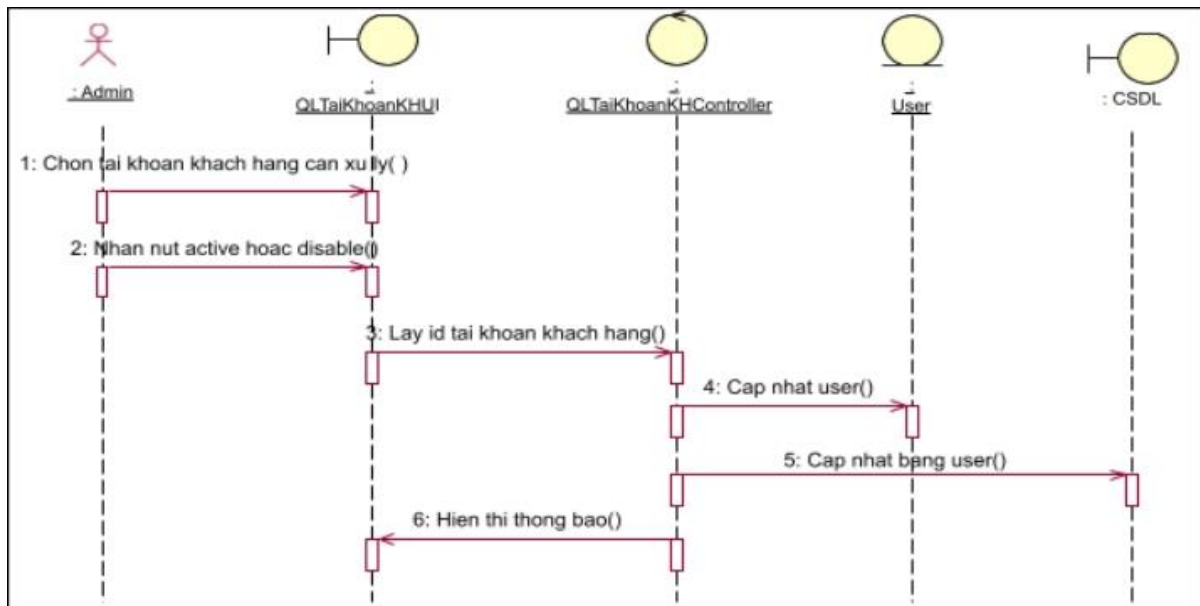 : Admin
:
QLTaiKhoanKHUI
:
QLTaiKhoanKHController
:
User
: CSDL
1: Chon tai khoan khach hang can xu ly( )
2: Nhan nut active hoac disable()
3: Lay id tai khoan khach hang()
4: Cap nhat user()
5: Cap nhat bang user()
6: Hien thi thong bao()